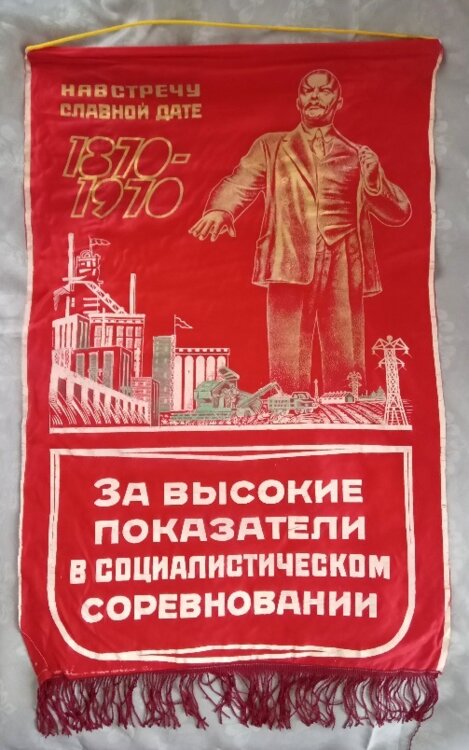 НАВСТРЕЧУ
СЛАВНОЙ ДАТЕ
1870-
1970
ЗА ВЫСОКИЕ
ПОКАЗАТЕЛИ
В СОЦИАЛИСТИЧЕСКОМ
СОРЕВНОВАНИИ